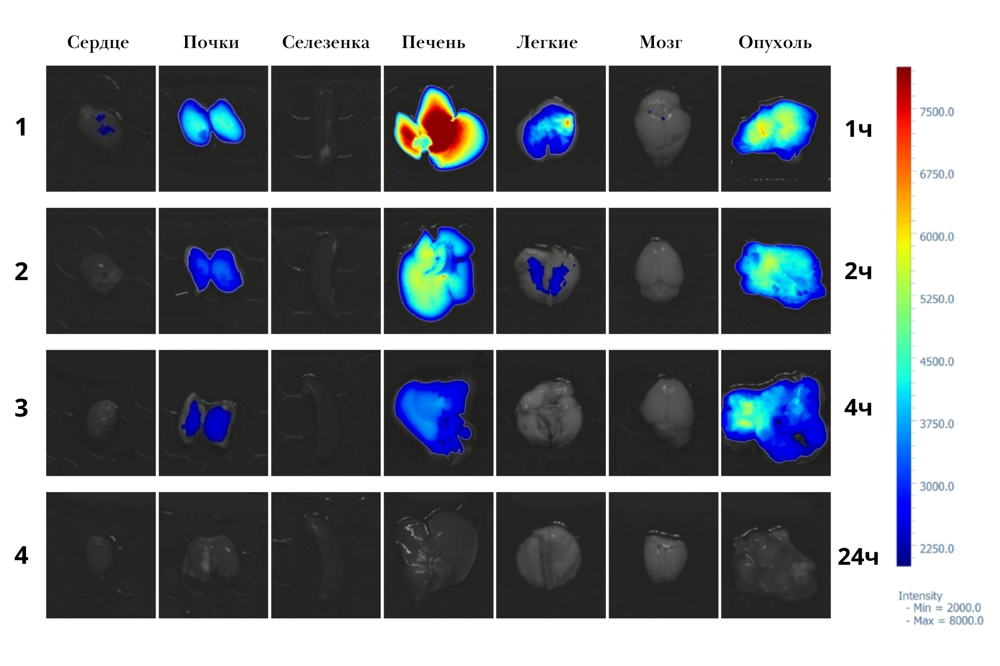 Сердце Почки Селезенка Печень Легкие Мозг Опухоль
1 1ч
2 2ч
3 4ч
4 24ч
7500.0
6750.0
6000.0
5250.0
4500.0
3750.0
3000.0
2250.0
Intensity
- Min = 2000.0
- Max = 8000.0